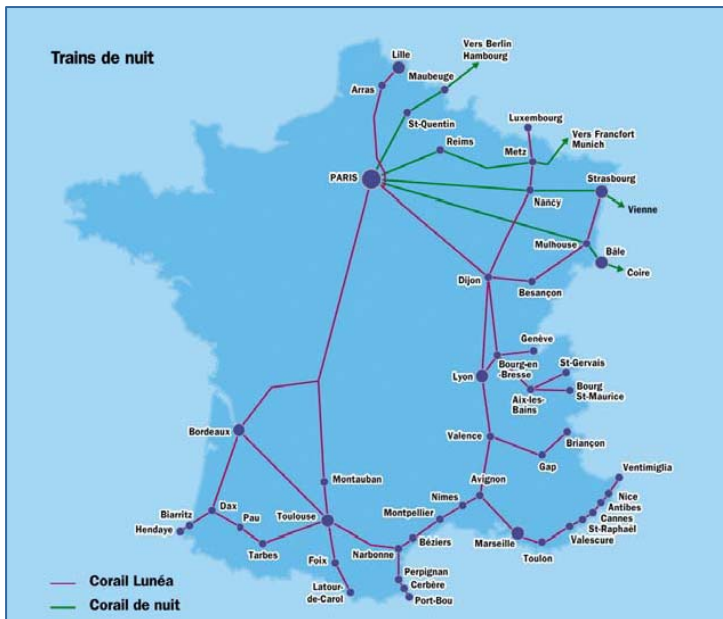 Trains de nuit
Vers Berlin
Hambourg
Lille
Maubeuge
Arras
St-Quentin
Luxembourg
Vers Francfort
Munich
Reims
Metz
PARIS
Strasbourg
Nancy
Vienne
Mulhouse
Bâle
Dijon
Besançon
Coire
Genève
Bourg-en
-Bresse
St-Gervais
Lyon
Bourg
St-Maurice
Aix-les-
Bains
Bordeaux
Valence
Briançon
Gap
Montauban
Avignon
Ventimiglia
Nimes
Nice
Antibes
Cannes
St-Raphaël
Valescure
Biarritz
Dax
Pau
Toulouse
Montpellier
Marseille
Hendaye
Béziers
Toulon
Tarbes
Foix
Narbonne
Perpignan
Cerbère
Port-Bou
Latour-
de-Carol
Corail Lunéa
Corail de nuit